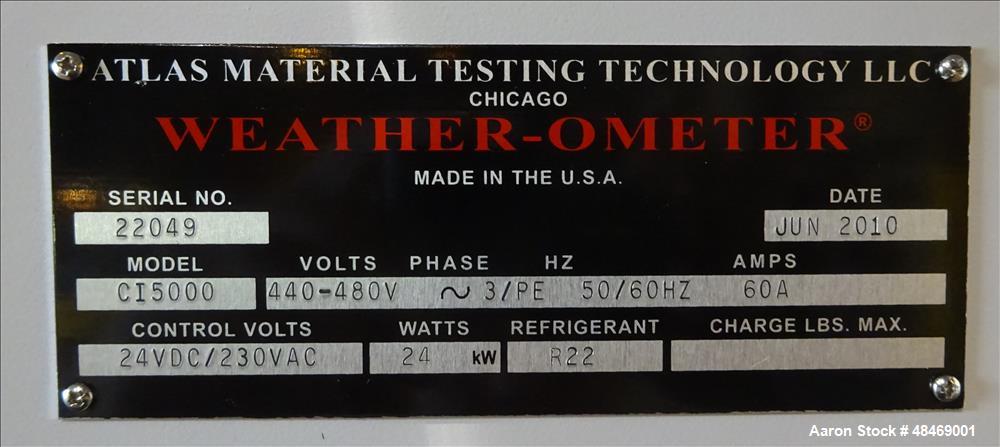 ATLAS MATERIAL TESTING TECHNOLOGY LLC
CHICAGO
WEATHER-OMETER®
MADE IN THE U.S.A.
SERIAL NO. DATE
22049 JUN 2010
MODEL VOLTS PHASE HZ AMPS
CI5000 440-480V ~ 3/PE 50/60HZ 60A
CONTROL VOLTS WATTS REFRIGERANT CHARGE LBS. MAX.
24VDC/230VAC 24 kW R22
Aaron Stock # 48469001